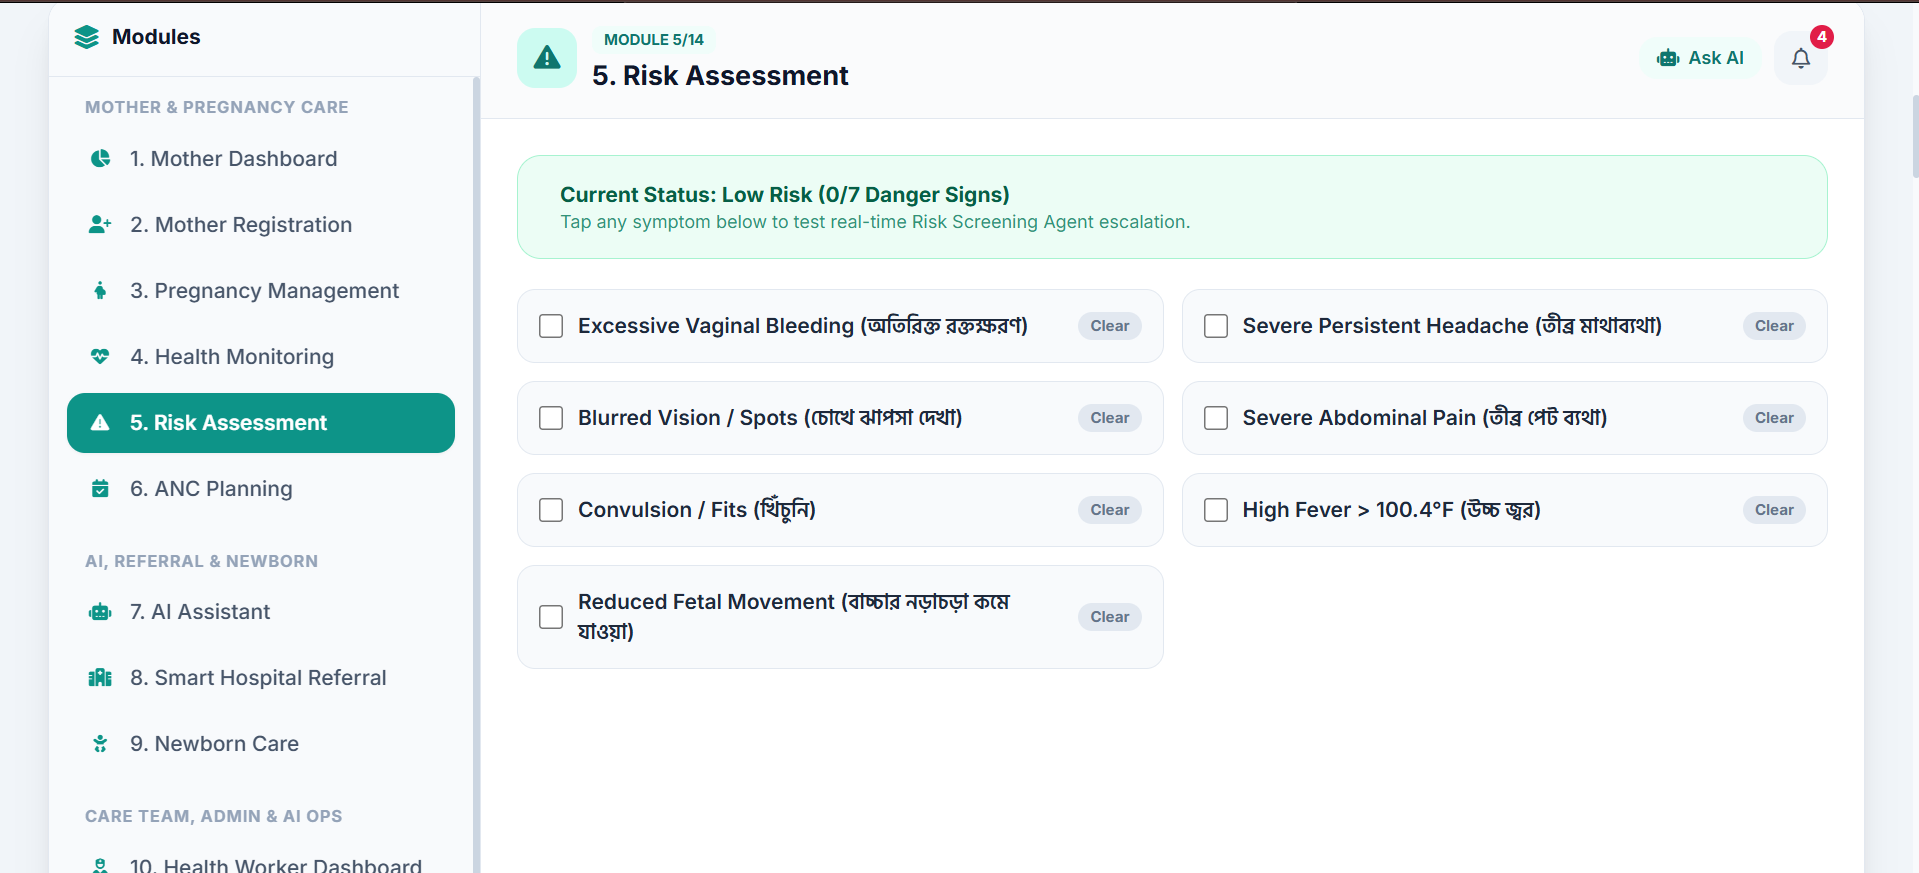 Modules
MOTHER & PREGNANCY CARE
1. Mother Dashboard
2. Mother Registration
3. Pregnancy Management
4. Health Monitoring
5. Risk Assessment
6. ANC Planning
AI, REFERRAL & NEWBORN
7. AI Assistant
8. Smart Hospital Referral
9. Newborn Care
CARE TEAM, ADMIN & AI OPS
10. Health Worker Dashboard
MODULE 5/14
5. Risk Assessment
Ask AI
4
Current Status: Low Risk (0/7 Danger Signs)
Tap any symptom below to test real-time Risk Screening Agent escalation.
Excessive Vaginal Bleeding (অতিরিক্ত রক্তক্ষরণ)
Clear
Severe Persistent Headache (তীব্র মাথাব্যথা)
Clear
Blurred Vision / Spots (চোখে ঝাপসা দেখা)
Clear
Severe Abdominal Pain (তীব্র পেট ব্যথা)
Clear
Convulsion / Fits (খিঁচুনি)
Clear
High Fever > 100.4°F (উচ্চ জ্বর)
Clear
Reduced Fetal Movement (বাচ্চার নড়াচড়া কমে
যাওয়া)
Clear